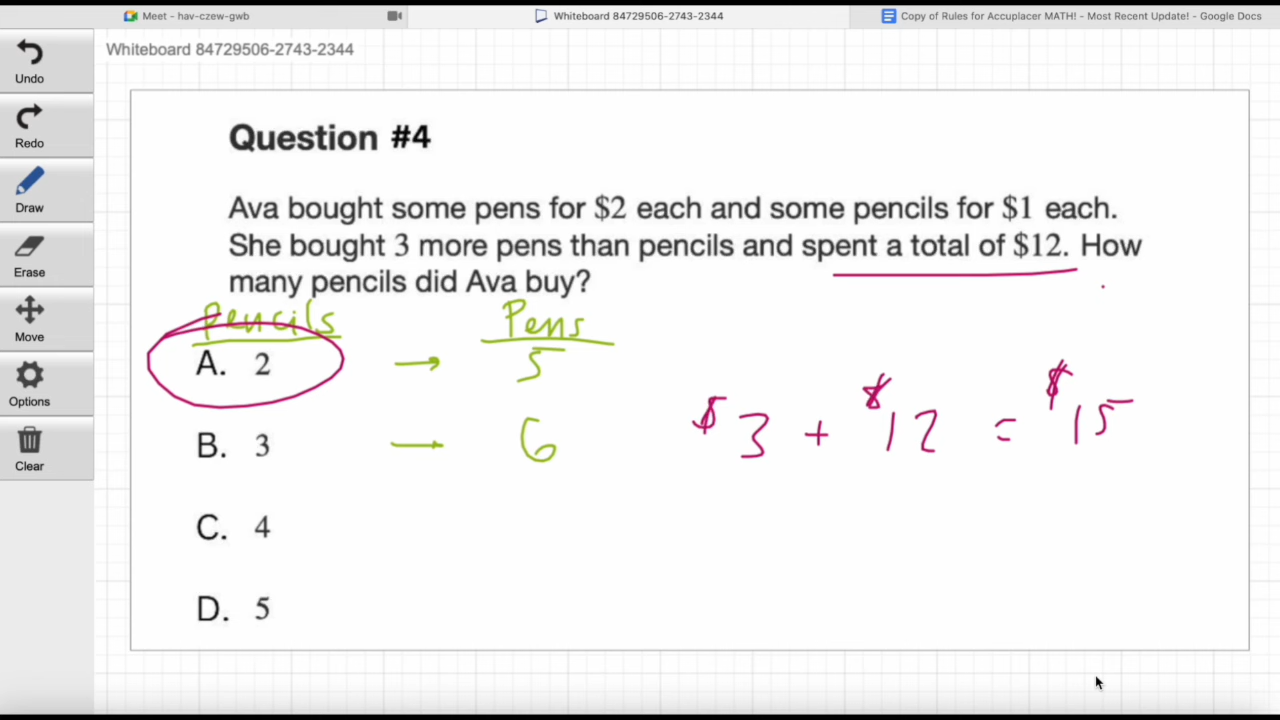 Meet - hav-czew-gwb
Whiteboard 84729506-2743-2344
Copy of Rules for Accuplacer MATH! - Most Recent Update! - Google Docs
Whiteboard 84729506-2743-2344
Undo
Redo
Draw
Erase
Move
Options
Clear
Question #4
Ava bought some pens for $2 each and some pencils for $1 each.
She bought 3 more pens than pencils and spent a total of $12. How
many pencils did Ava buy?
Pencils Pens
A. 2 → 5
B. 3 → 6
$3 + $12 = $15
C. 4
D. 5